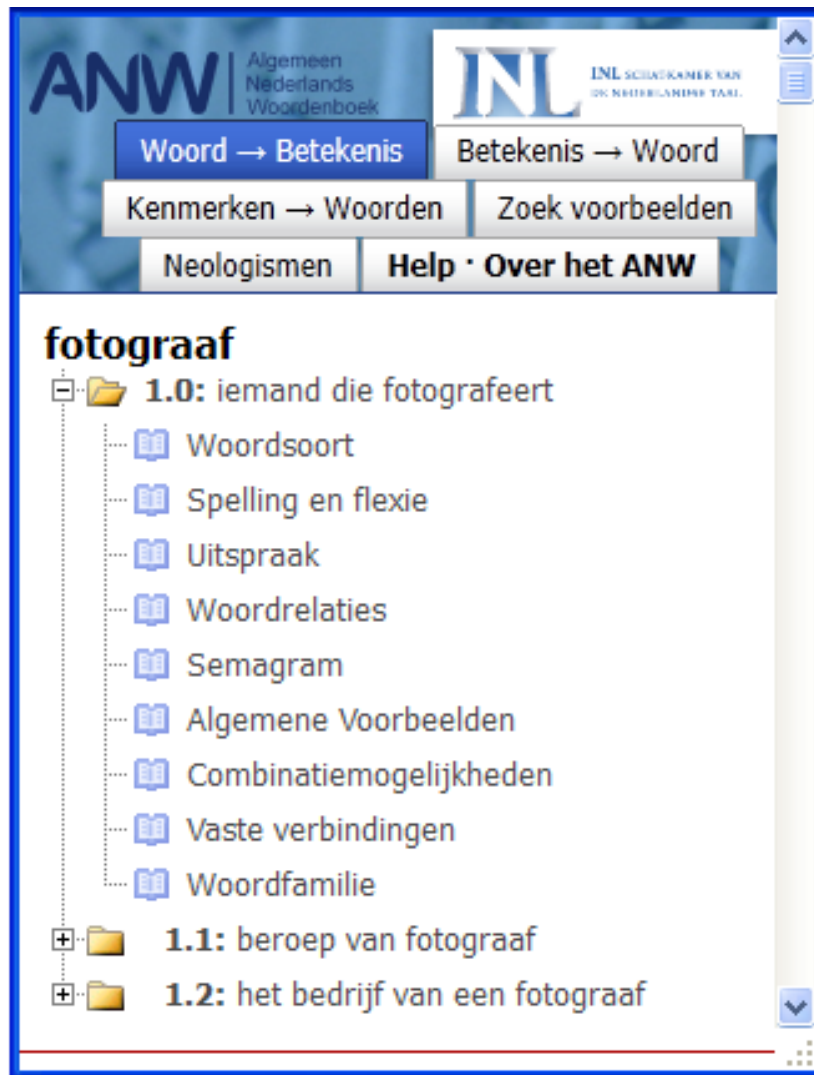 ANW
Algemeen
Nederlands
Woordenboek
INL
INL SCHATKAMER VAN
DE NEDERLANDSE TAAL
Woord → Betekenis
Betekenis → Woord
Kenmerken → Woorden
Zoek voorbeelden
Neologismen
Help · Over het ANW
fotograaf
1.0: iemand die fotografeert
Woordsoort
Spelling en flexie
Uitspraak
Woordrelaties
Semagram
Algemene Voorbeelden
Combinatiemogelijkheden
Vaste verbindingen
Woordfamilie
1.1: beroep van fotograaf
1.2: het bedrijf van een fotograaf